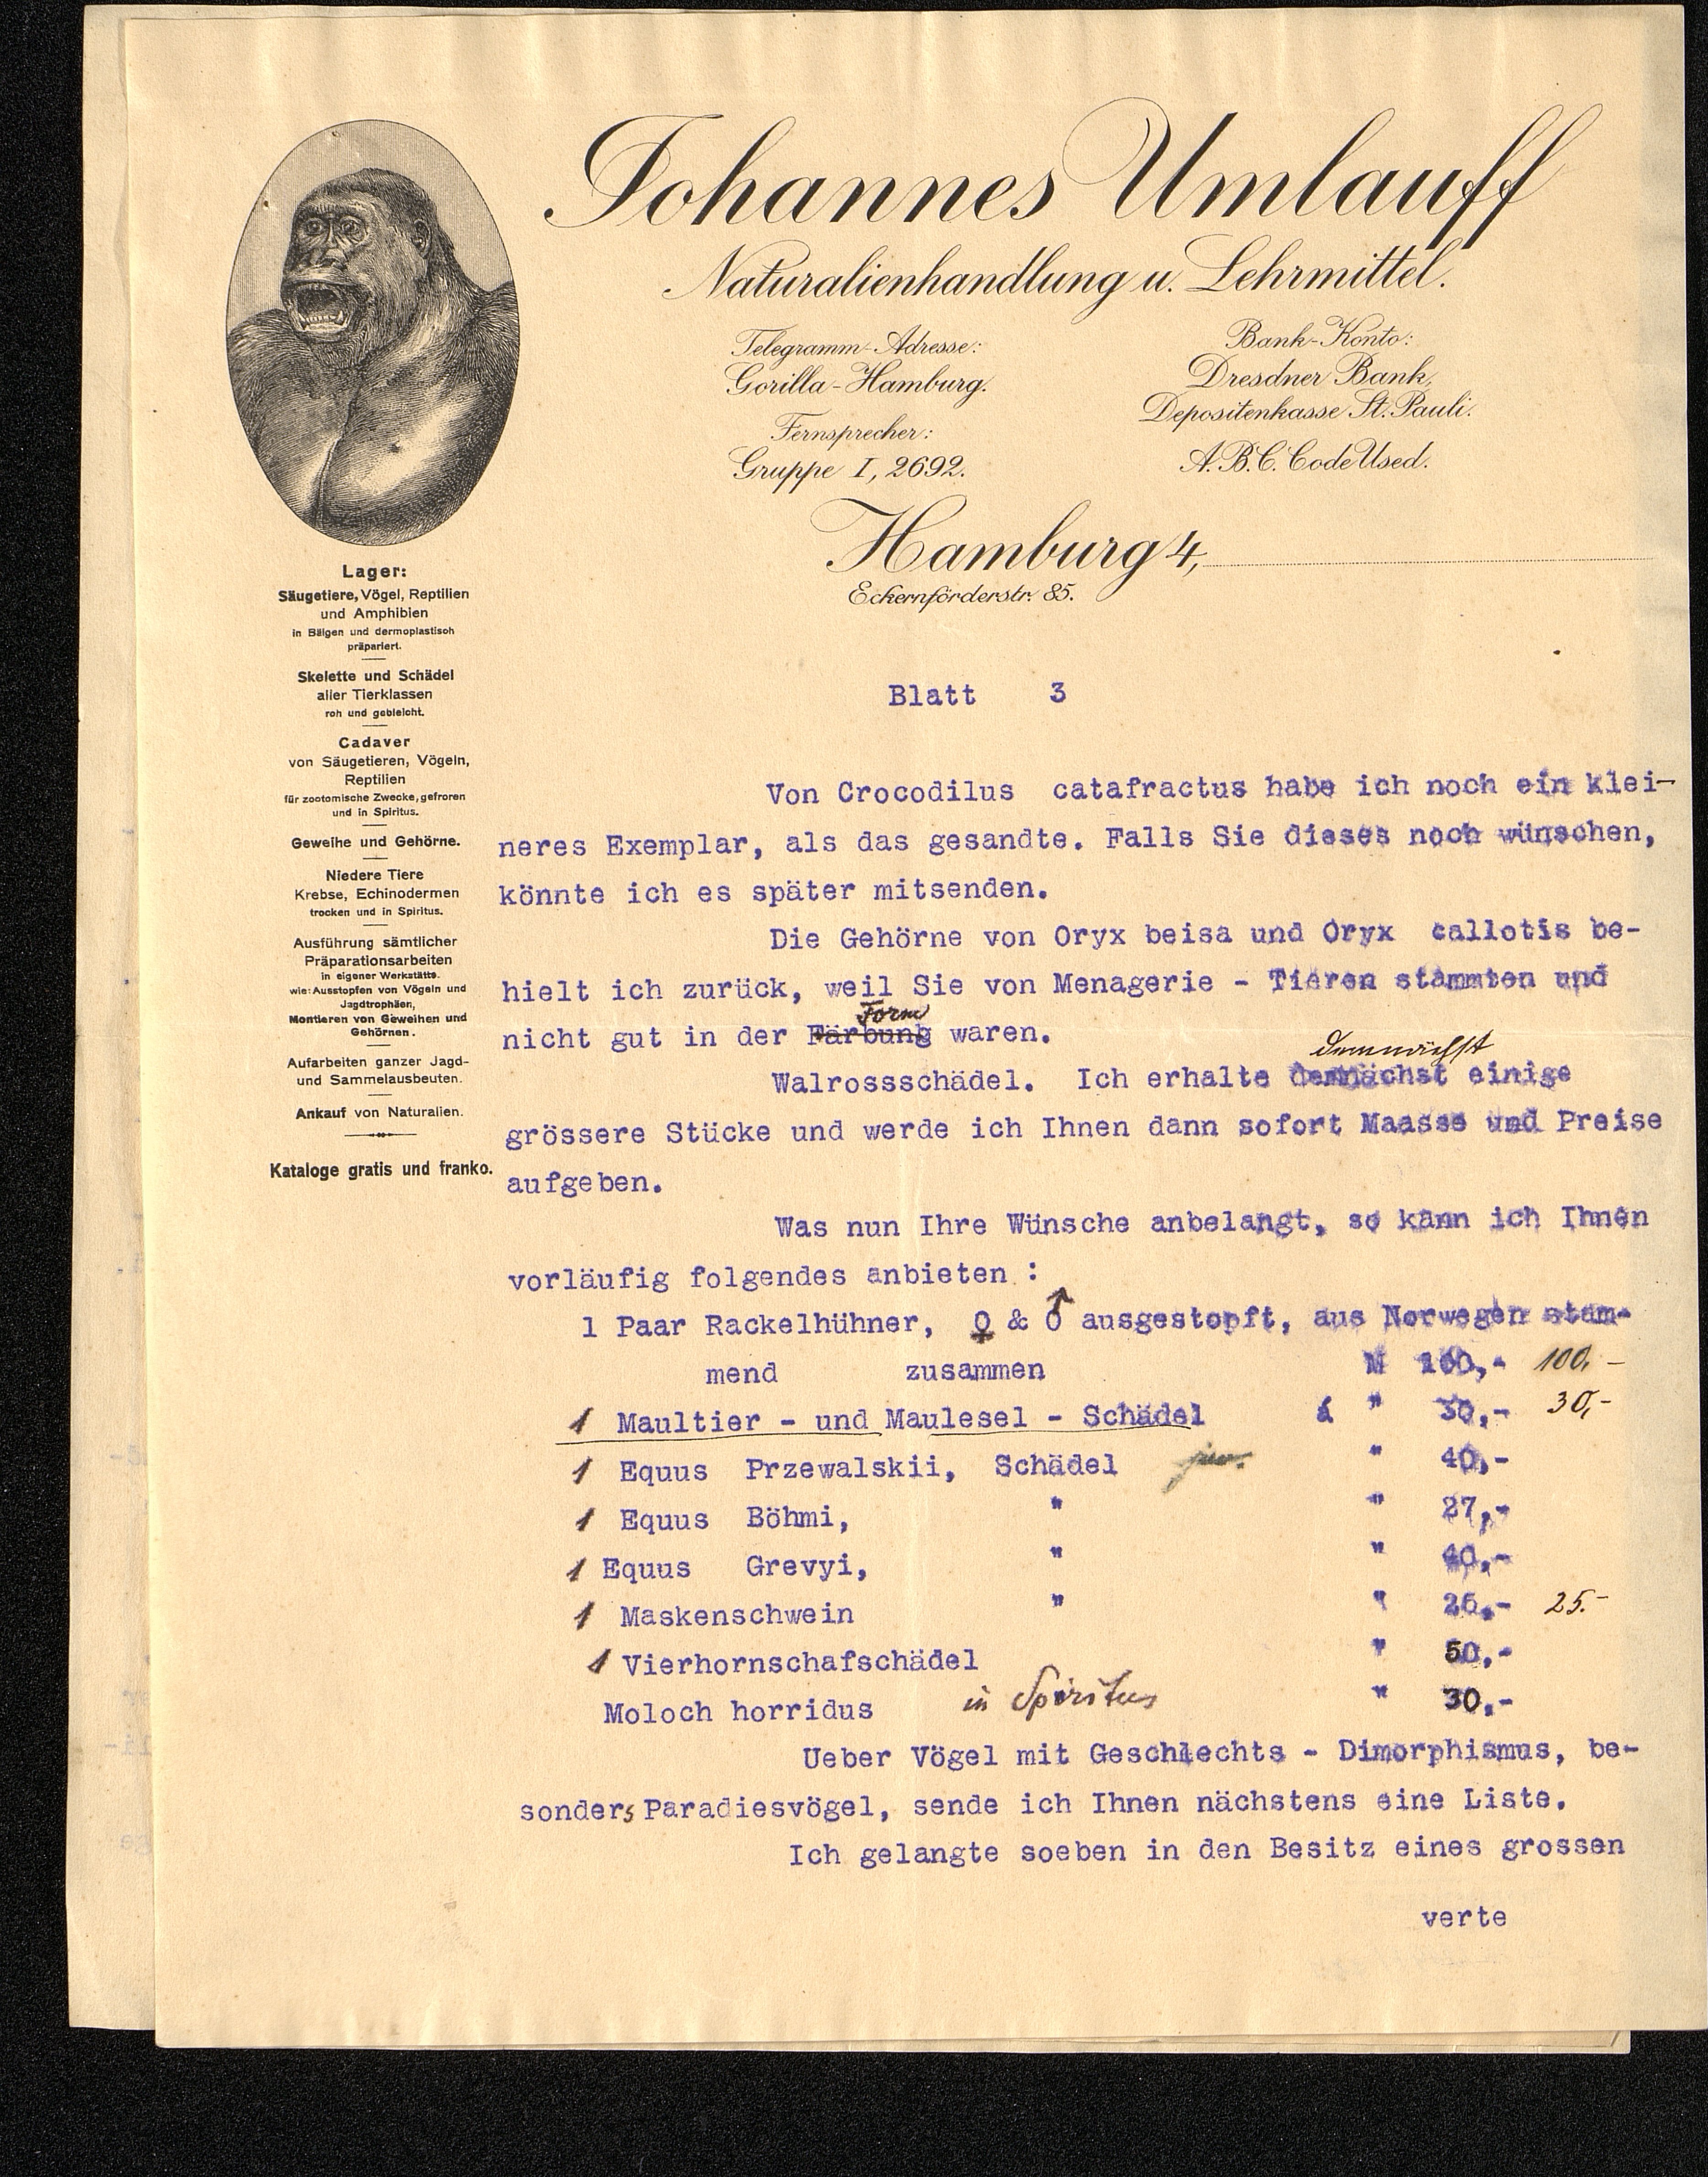 Johannes Umlauff
Naturalienhandlung u. Lehrmittel.
Telegramm-Adresse:
Gorilla-Hamburg.
Fernsprecher:
Gruppe I, 2692.
Bank-Konto:
Dresdner Bank,
Depositenkasse St. Pauli.
A.B.C. Code Used.
Hamburg 4,
Eckernförderstr. 85.
Lager:
Säugetiere, Vögel, Reptilien
und Amphibien
in Bälgen und dermoplastisch
präpariert.
Skelette und Schädel
aller Tierklassen
roh und gebleicht.
Cadaver
von Säugetieren, Vögeln,
Reptilien
für zootomische Zwecke, gefroren
und in Spiritus.
Geweihe und Gehörne.
Niedere Tiere
Krebse, Echinodermen
trocken und in Spiritus.
Ausführung sämtlicher
Präparationsarbeiten
in eigener Werkstätte.
wie: Ausstopfen von Vögeln und
Jagdtrophäen,
Montieren von Geweihen und
Gehörnen.
Aufarbeiten ganzer Jagd-
und Sammelausbeuten.
Ankauf von Naturalien.
Kataloge gratis und franko.
Blatt 3
Von Crocodilus catafractus habe ich noch ein klei-
neres Exemplar, als das gesandte. Falls Sie dieses noch wünschen,
könnte ich es später mitsenden.
Die Gehörne von Oryx beisa und Oryx callotis be-
hielt ich zurück, weil Sie von Menagerie - Tieren stammten und
Form
nicht gut in der Färbung waren.
demnächst
Walrossschädel. Ich erhalte demnächst einige
grössere Stücke und werde ich Ihnen dann sofort Maasse und Preise
aufgeben.
Was nun Ihre Wünsche anbelangt, so kann ich Ihnen
vorläufig folgendes anbieten :
1 Paar Rackelhühner, ♀ & ♂ ausgestopft, aus Norwegen stam-
mend zusammen M 100,- 100,-
1 Maultier - und Maulesel - Schädel á " 30,- 30,-
1 Equus Przewalskii, Schädel juv. " 40,-
1 Equus Böhmi, " " 27,-
1 Equus Grevyi, " " 40,-
1 Maskenschwein " " 25,- 25.-
1 Vierhornschafschädel " 50,-
Moloch horridus in Spiritus " 30,-
Ueber Vögel mit Geschlechts - Dimorphismus, be-
sonders Paradiesvögel, sende ich Ihnen nächstens eine Liste.
Ich gelangte soeben in den Besitz eines grossen
verte